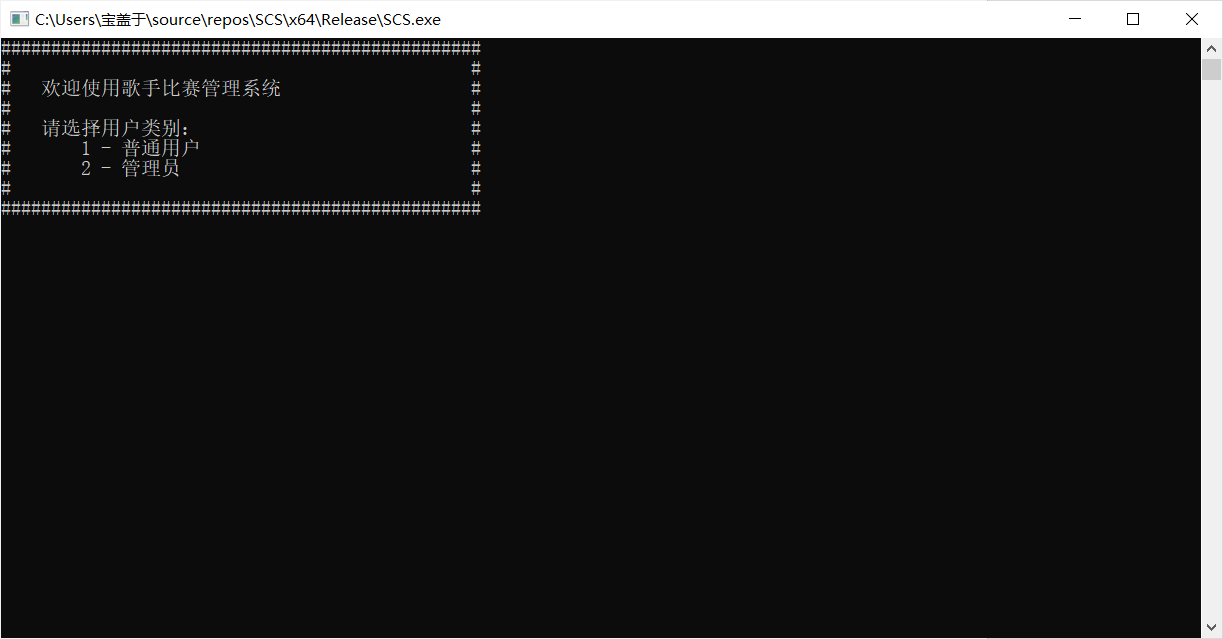 C:\Users\宝盖于\source\repos\SCS\x64\Release\SCS.exe
################################################
#                                              #
#   欢迎使用歌手比赛管理系统                   #
#                                              #
#   请选择用户类别：                           #
#       1 - 普通用户                           #
#       2 - 管理员                             #
#                                              #
################################################